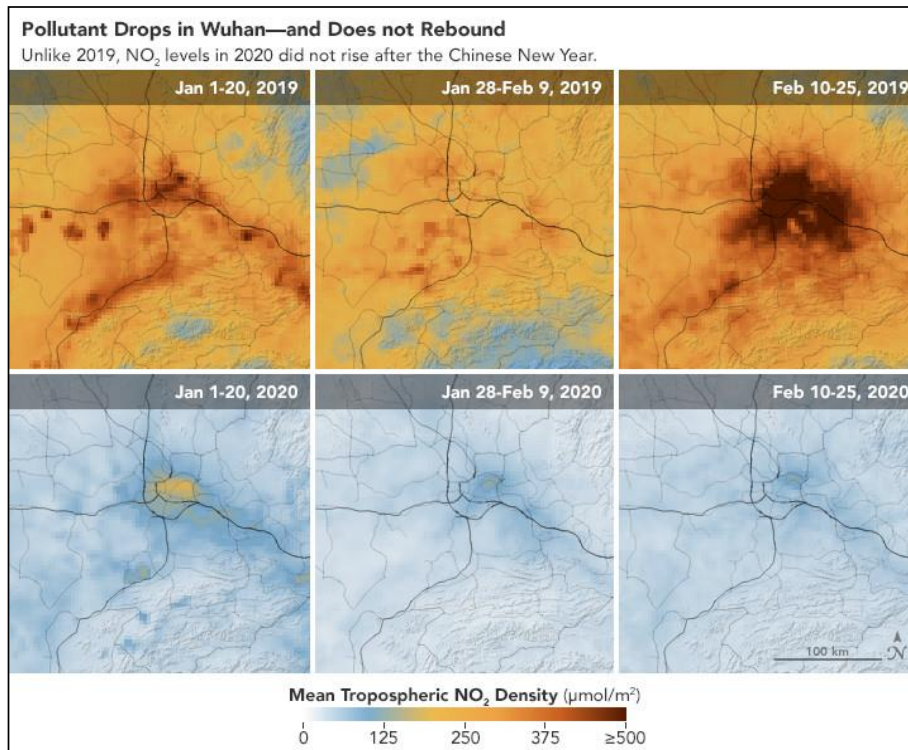 Pollutant Drops in Wuhan—and Does not Rebound
Unlike 2019, NO₂ levels in 2020 did not rise after the Chinese New Year.
Jan 1-20, 2019
Jan 28-Feb 9, 2019
Feb 10-25, 2019
Jan 1-20, 2020
Jan 28-Feb 9, 2020
Feb 10-25, 2020
100 km
N
Mean Tropospheric NO₂ Density (μmol/m²)
0 125 250 375 ≥500